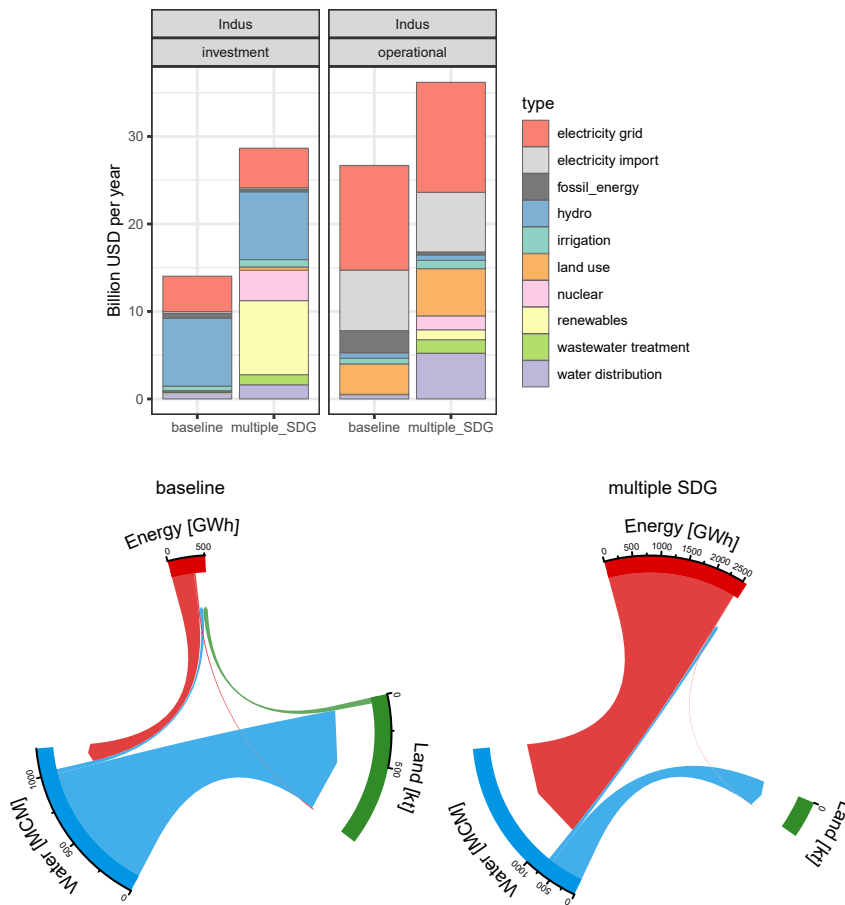 Indus
Indus
investment
operational
Billion USD per year
30
20
10
0
baseline
multiple_SDG
baseline
multiple_SDG
type
electricity grid
electricity import
fossil_energy
hydro
irrigation
land use
nuclear
renewables
wastewater treatment
water distribution
baseline
Energy [GWh]
0
500
0
500
Land [kt]
1000
500
0
Water [MCM]
multiple SDG
Energy [GWh]
0
500
1000
1500
2000
2500
0
Land [kt]
1000
500
0
Water [MCM]